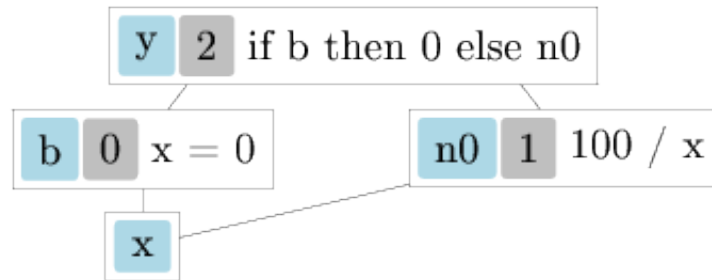 y 2 if b then 0 else n0
b 0 x = 0
n0 1 100 / x
x